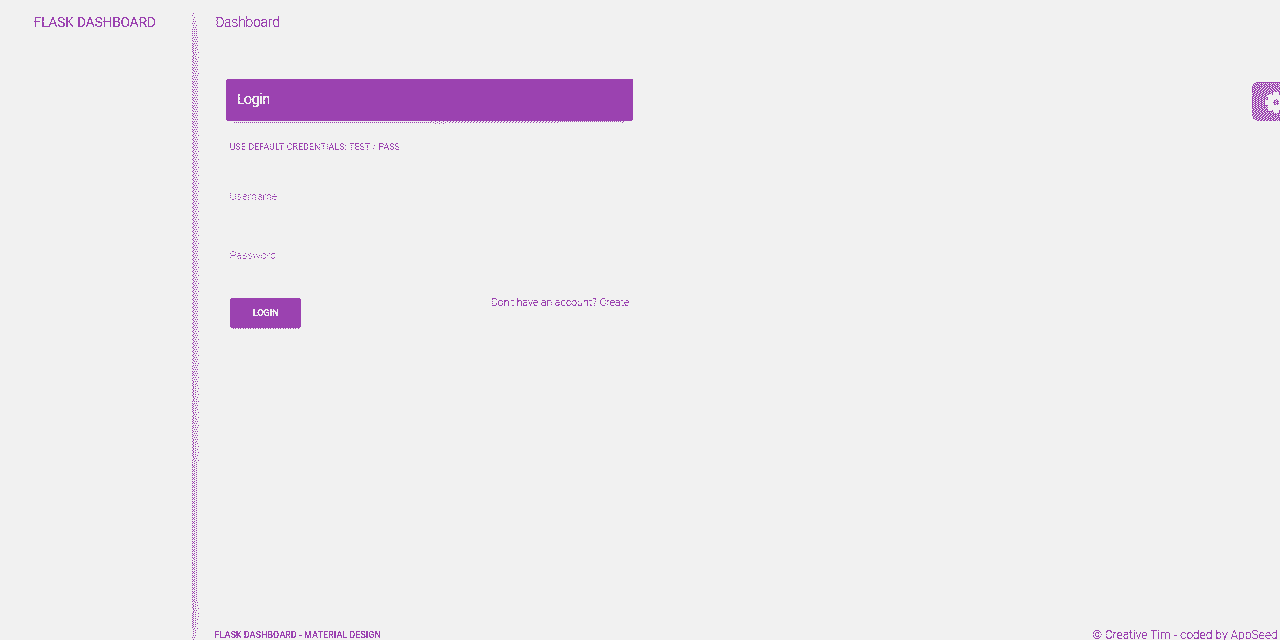 FLASK DASHBOARD
Dashboard
Login
USE DEFAULT CREDENTIALS: TEST / PASS
Username
Password
LOGIN
Dont have an account? Create
FLASK DASHBOARD - MATERIAL DESIGN
© Creative Tim - coded by AppSeed